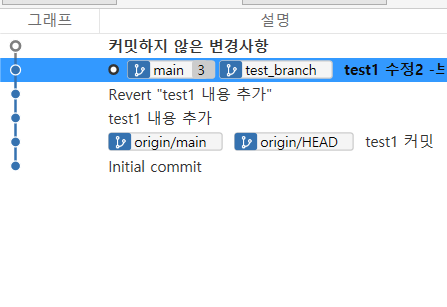 그래프 설명
커밋하지 않은 변경사항
main 3 test_branch test1 수정2 -브
Revert "test1 내용 추가"
test1 내용 추가
origin/main origin/HEAD test1 커밋
Initial commit